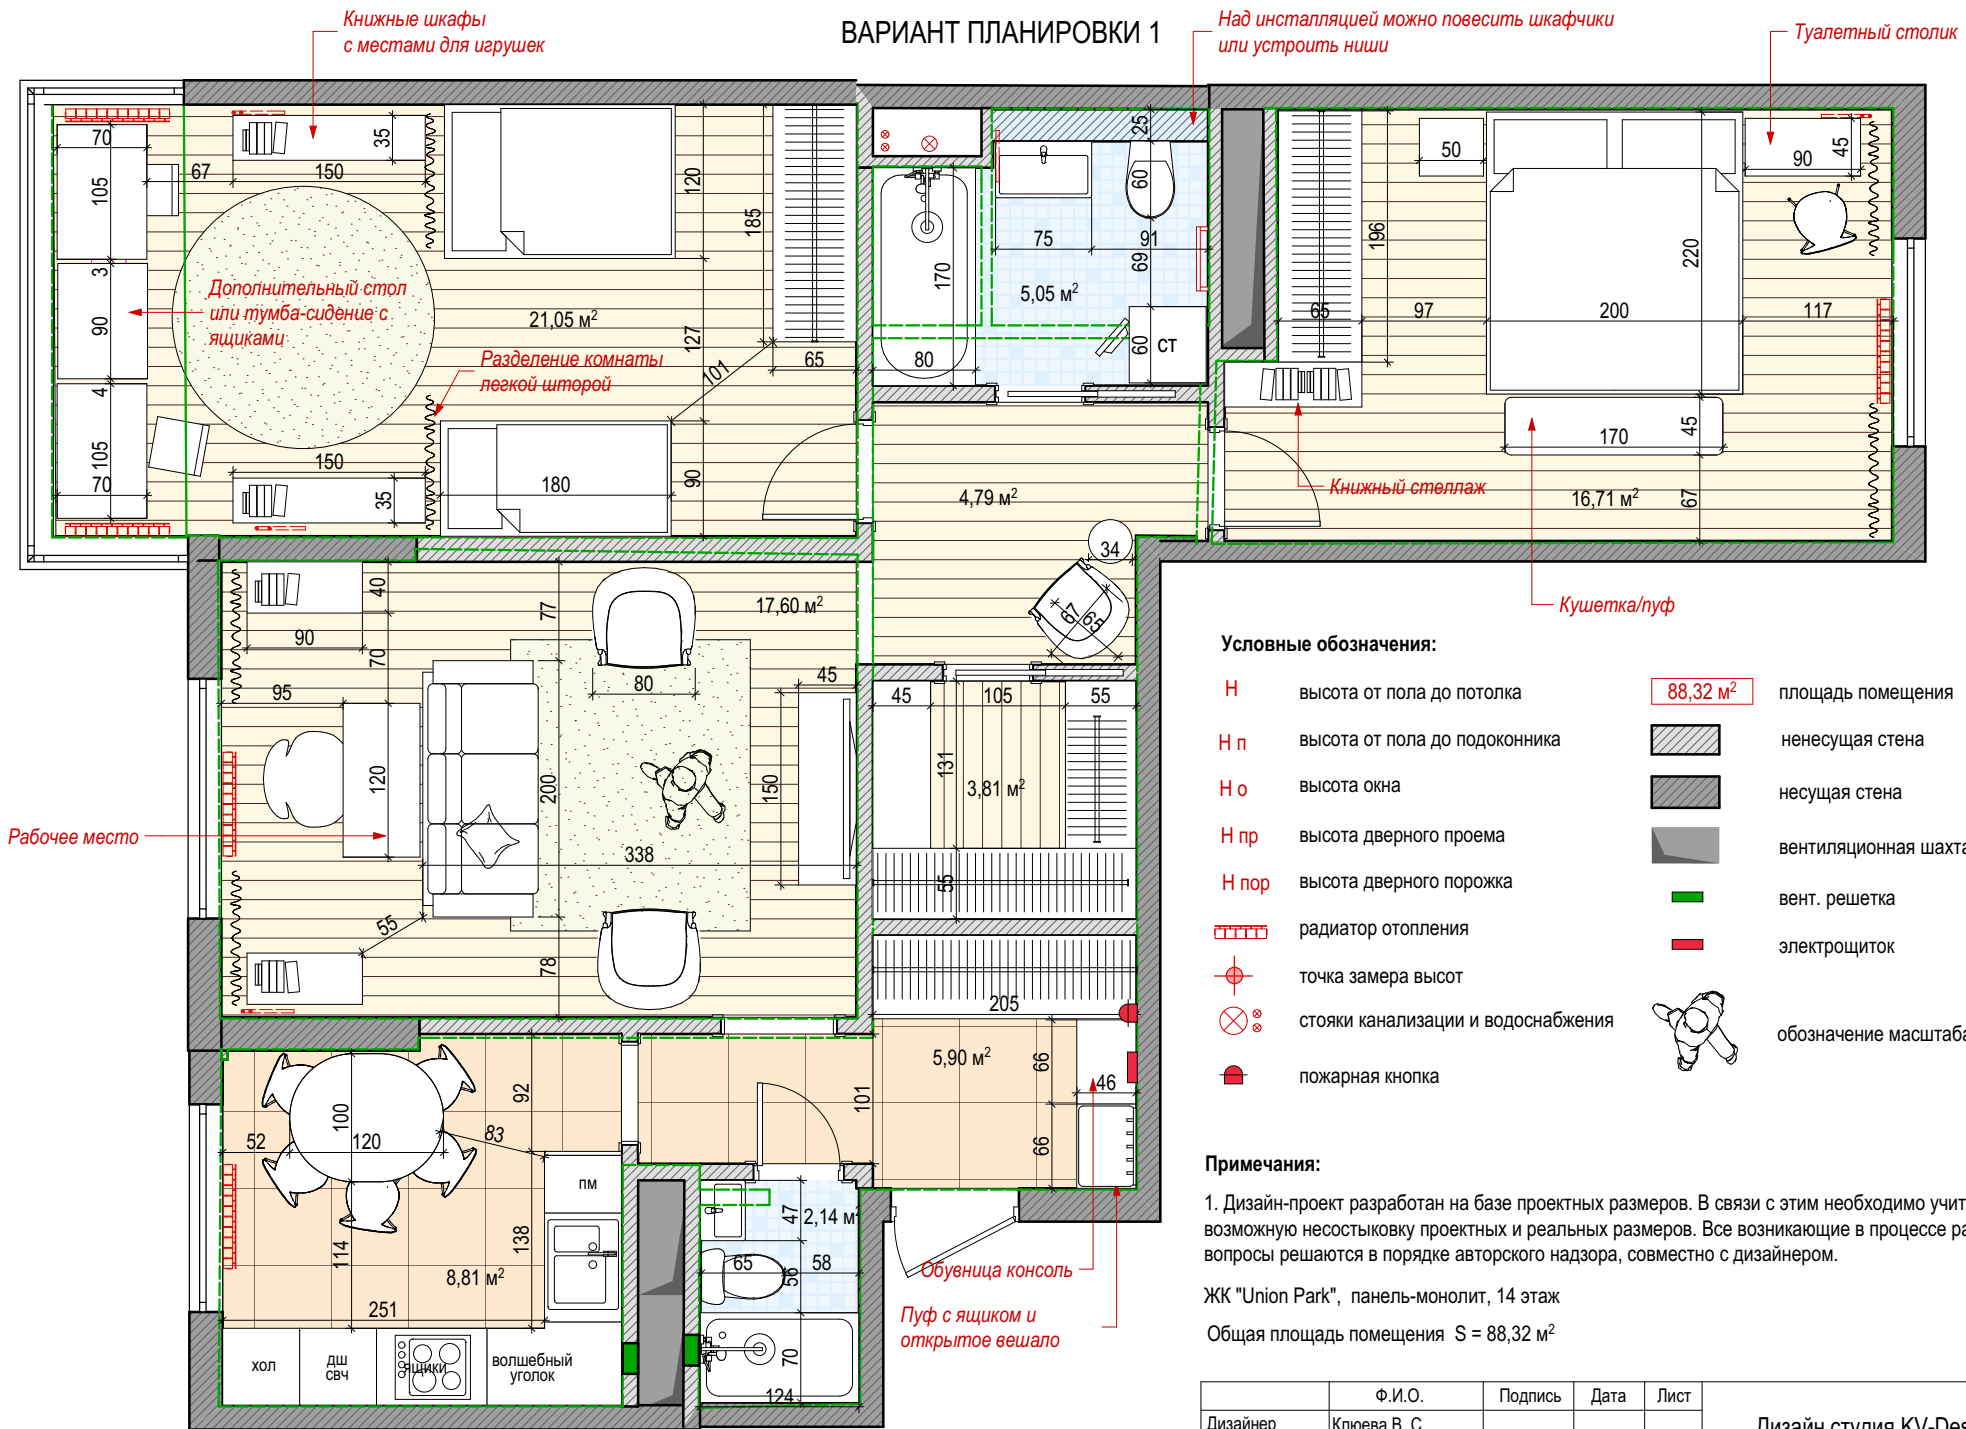 ВАРИАНТ ПЛАНИРОВКИ 1
Книжные шкафы
с местами для игрушек
Над инсталляцией можно повесить шкафчики
или устроить ниши
Туалетный столик
70
105
67
150
35
120
185
3
90
Дополнительный стол
или тумба-сидение с
ящиками
21,05 м²
127
65
101
Разделение комнаты
легкой шторой
4
105
70
150
35
180
90
25
60
75
91
69
170
5,05 м²
80
60
ст
50
90
45
196
220
65
97
200
117
170
45
67
16,71 м²
Книжный стеллаж
Кушетка/пуф
4,79 м²
34
67
65
40
90
70
95
77
17,60 м²
80
45
120
200
150
338
Рабочее место
55
78
45
105
55
131
3,81 м²
55
205
5,90 м²
66
46
66
101
92
100
52
120
83
пм
138
114
8,81 м²
251
хол
дш
свч
ящики
волшебный
уголок
47
2,14 м²
65
58
56
70
124
Обувница консоль
Пуф с ящиком и
открытое вешало
Условные обозначения:
Н высота от пола до потолка
Н п высота от пола до подоконника
Н о высота окна
Н пр высота дверного проема
Н пор высота дверного порожка
радиатор отопления
точка замера высот
стояки канализации и водоснабжения
пожарная кнопка
88,32 м² площадь помещения
ненесущая стена
несущая стена
вентиляционная шахта
вент. решетка
электрощиток
обозначение масштаба
Примечания:
1. Дизайн-проект разработан на базе проектных размеров. В связи с этим необходимо учит
возможную несостыковку проектных и реальных размеров. Все возникающие в процессе ра
вопросы решаются в порядке авторского надзора, совместно с дизайнером.
ЖК "Union Park", панель-монолит, 14 этаж
Общая площадь помещения S = 88,32 м²
Ф.И.О. Подпись Дата Лист
Дизайнер Клюева В. С.
Дизайн студия KV-Des